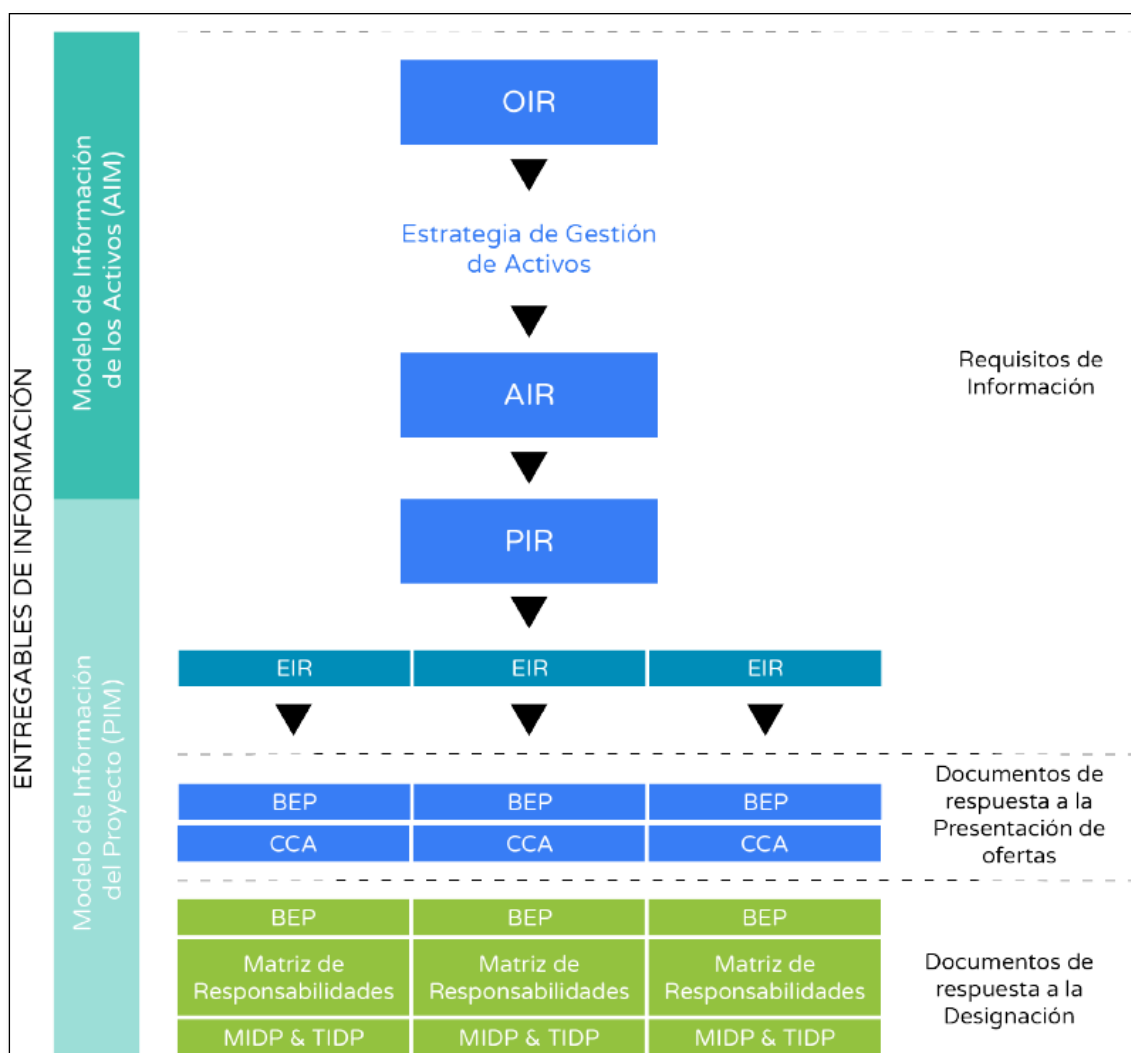 ENTREGABLES DE INFORMACIÓN
Modelo de Información
de los Activos (AIM)
Modelo de Información
del Proyecto (PIM)
OIR
Estrategia de Gestión
de Activos
AIR
PIR
Requisitos de
Información
EIR EIR EIR
BEP BEP BEP
CCA CCA CCA
Documentos de
respuesta a la
Presentación de
ofertas
BEP BEP BEP
Matriz de Matriz de Matriz de
Responsabilidades Responsabilidades Responsabilidades
MIDP & TIDP MIDP & TIDP MIDP & TIDP
Documentos de
respuesta a la
Designación